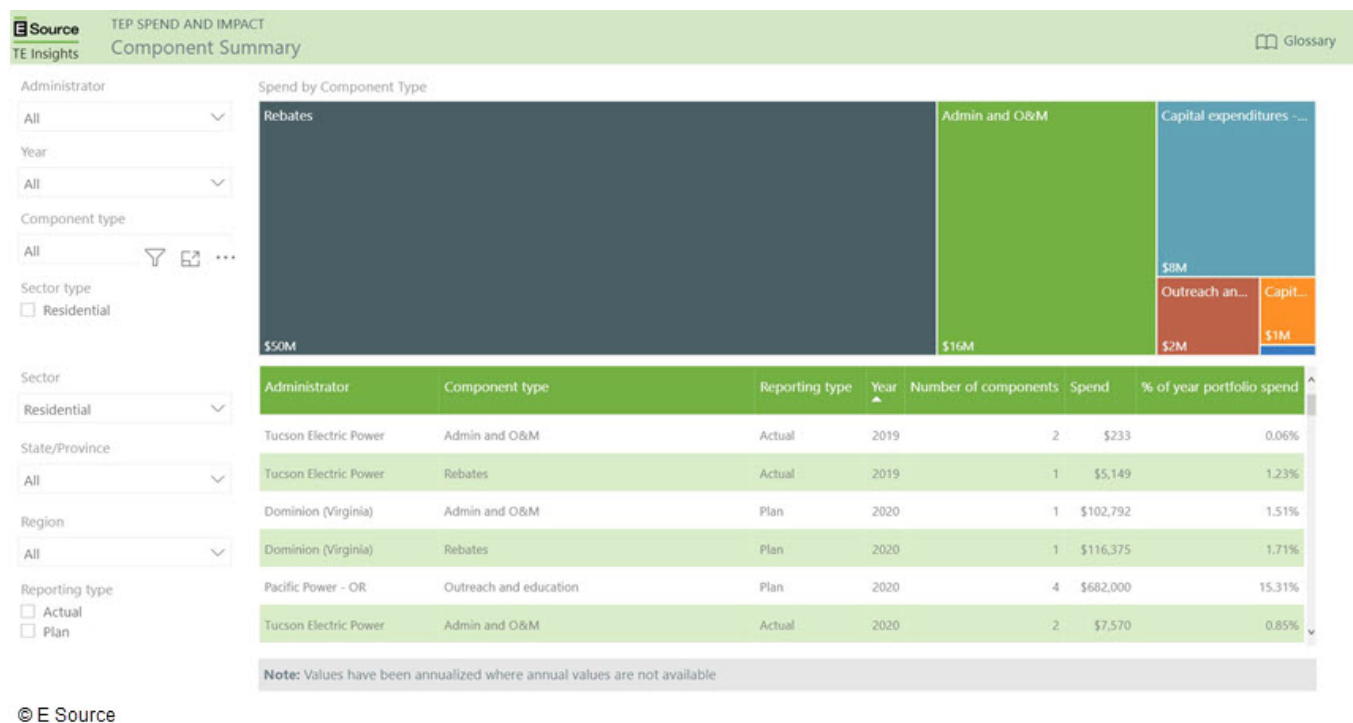 E Source
TE Insights
TEP SPEND AND IMPACT
Component Summary
Glossary
Administrator
All
Year
All
Component type
All
Sector type
Residential
Sector
Residential
State/Province
All
Region
All
Reporting type
Actual
Plan
Spend by Component Type
Rebates
$50M
Admin and O&M
$16M
Capital expenditures -...
$8M
Outreach an...
$2M
Capit...
$1M
Administrator Component type Reporting type Year Number of components Spend % of year portfolio spend
Tucson Electric Power Admin and O&M Actual 2019 2 $233 0.06%
Tucson Electric Power Rebates Actual 2019 1 $5,149 1.23%
Dominion (Virginia) Admin and O&M Plan 2020 1 $102,792 1.51%
Dominion (Virginia) Rebates Plan 2020 1 $116,375 1.71%
Pacific Power - OR Outreach and education Plan 2020 4 $682,000 15.31%
Tucson Electric Power Admin and O&M Actual 2020 2 $7,570 0.85%
Note: Values have been annualized where annual values are not available
© E Source